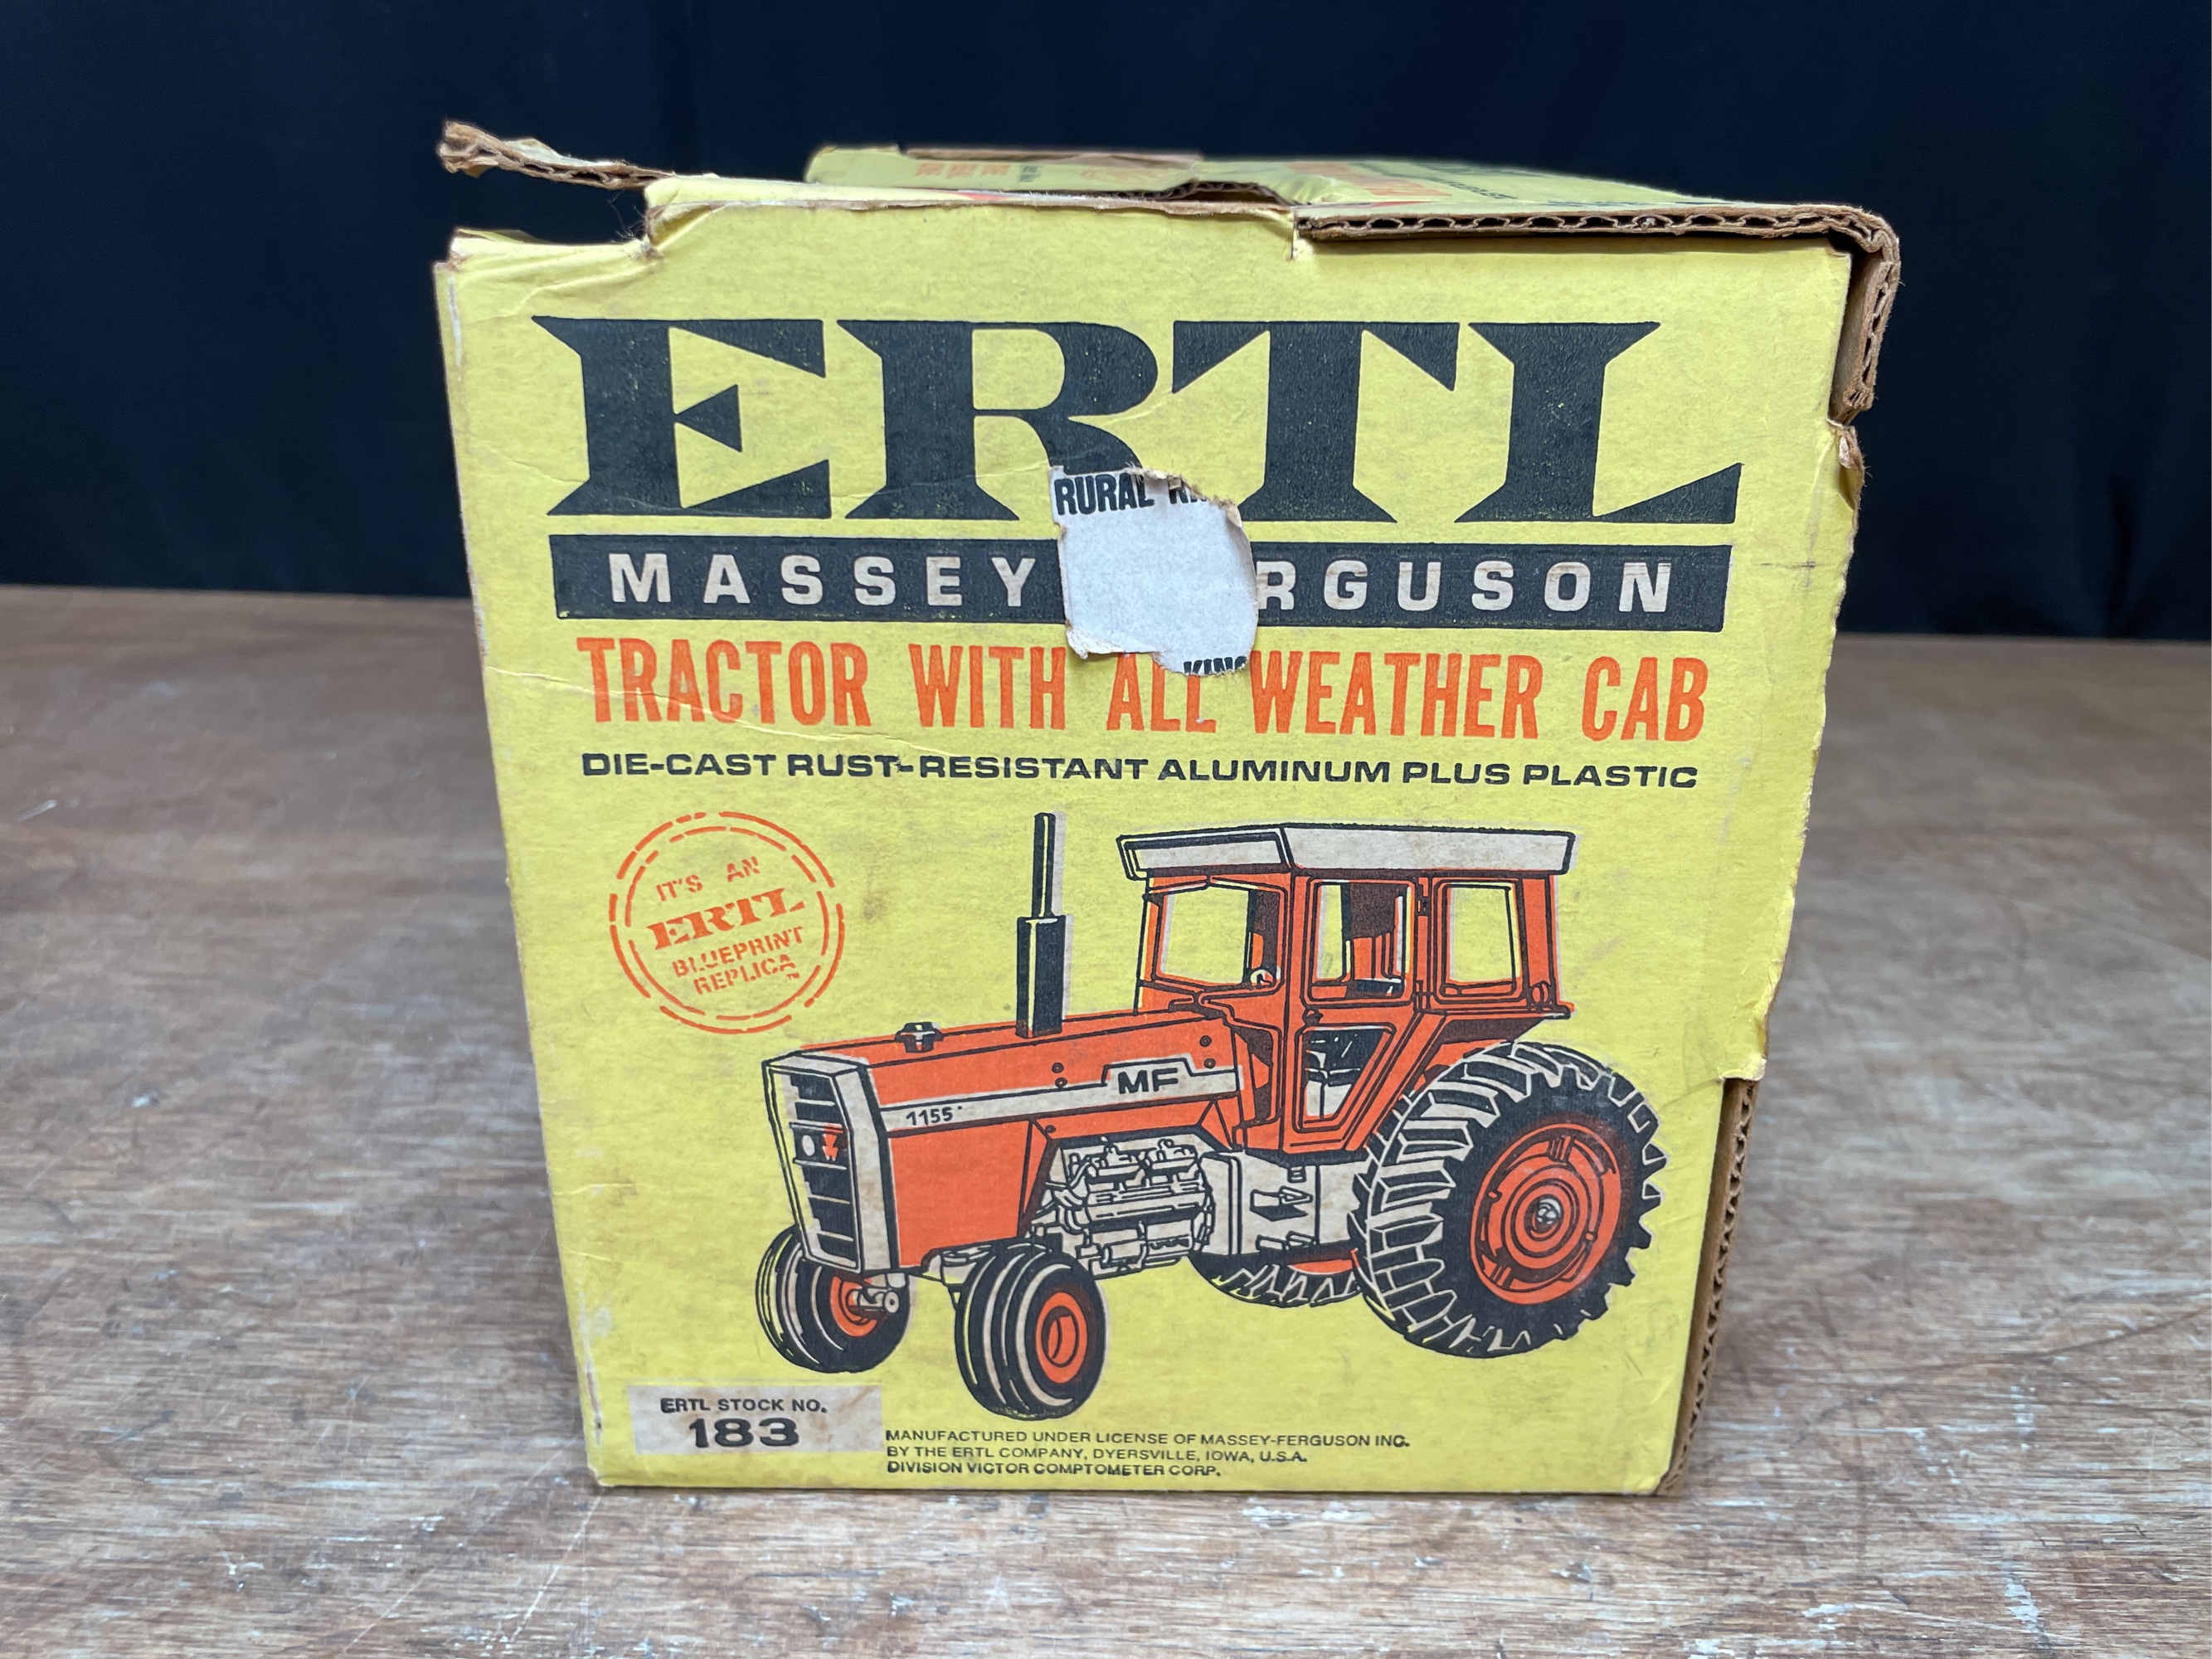 ERTL
RURAL
MASSEY RGUSON
KING
TRACTOR WITH ALL WEATHER CAB
DIE-CAST RUST-RESISTANT ALUMINUM PLUS PLASTIC
IT'S AN
ERTL
BLUEPRINT
REPLICA™
MF
1155
ERTL STOCK NO.
183
MANUFACTURED UNDER LICENSE OF MASSEY-FERGUSON INC.
BY THE ERTL COMPANY, DYERSVILLE, IOWA, U.S.A.
DIVISION VICTOR COMPTOMETER CORP.